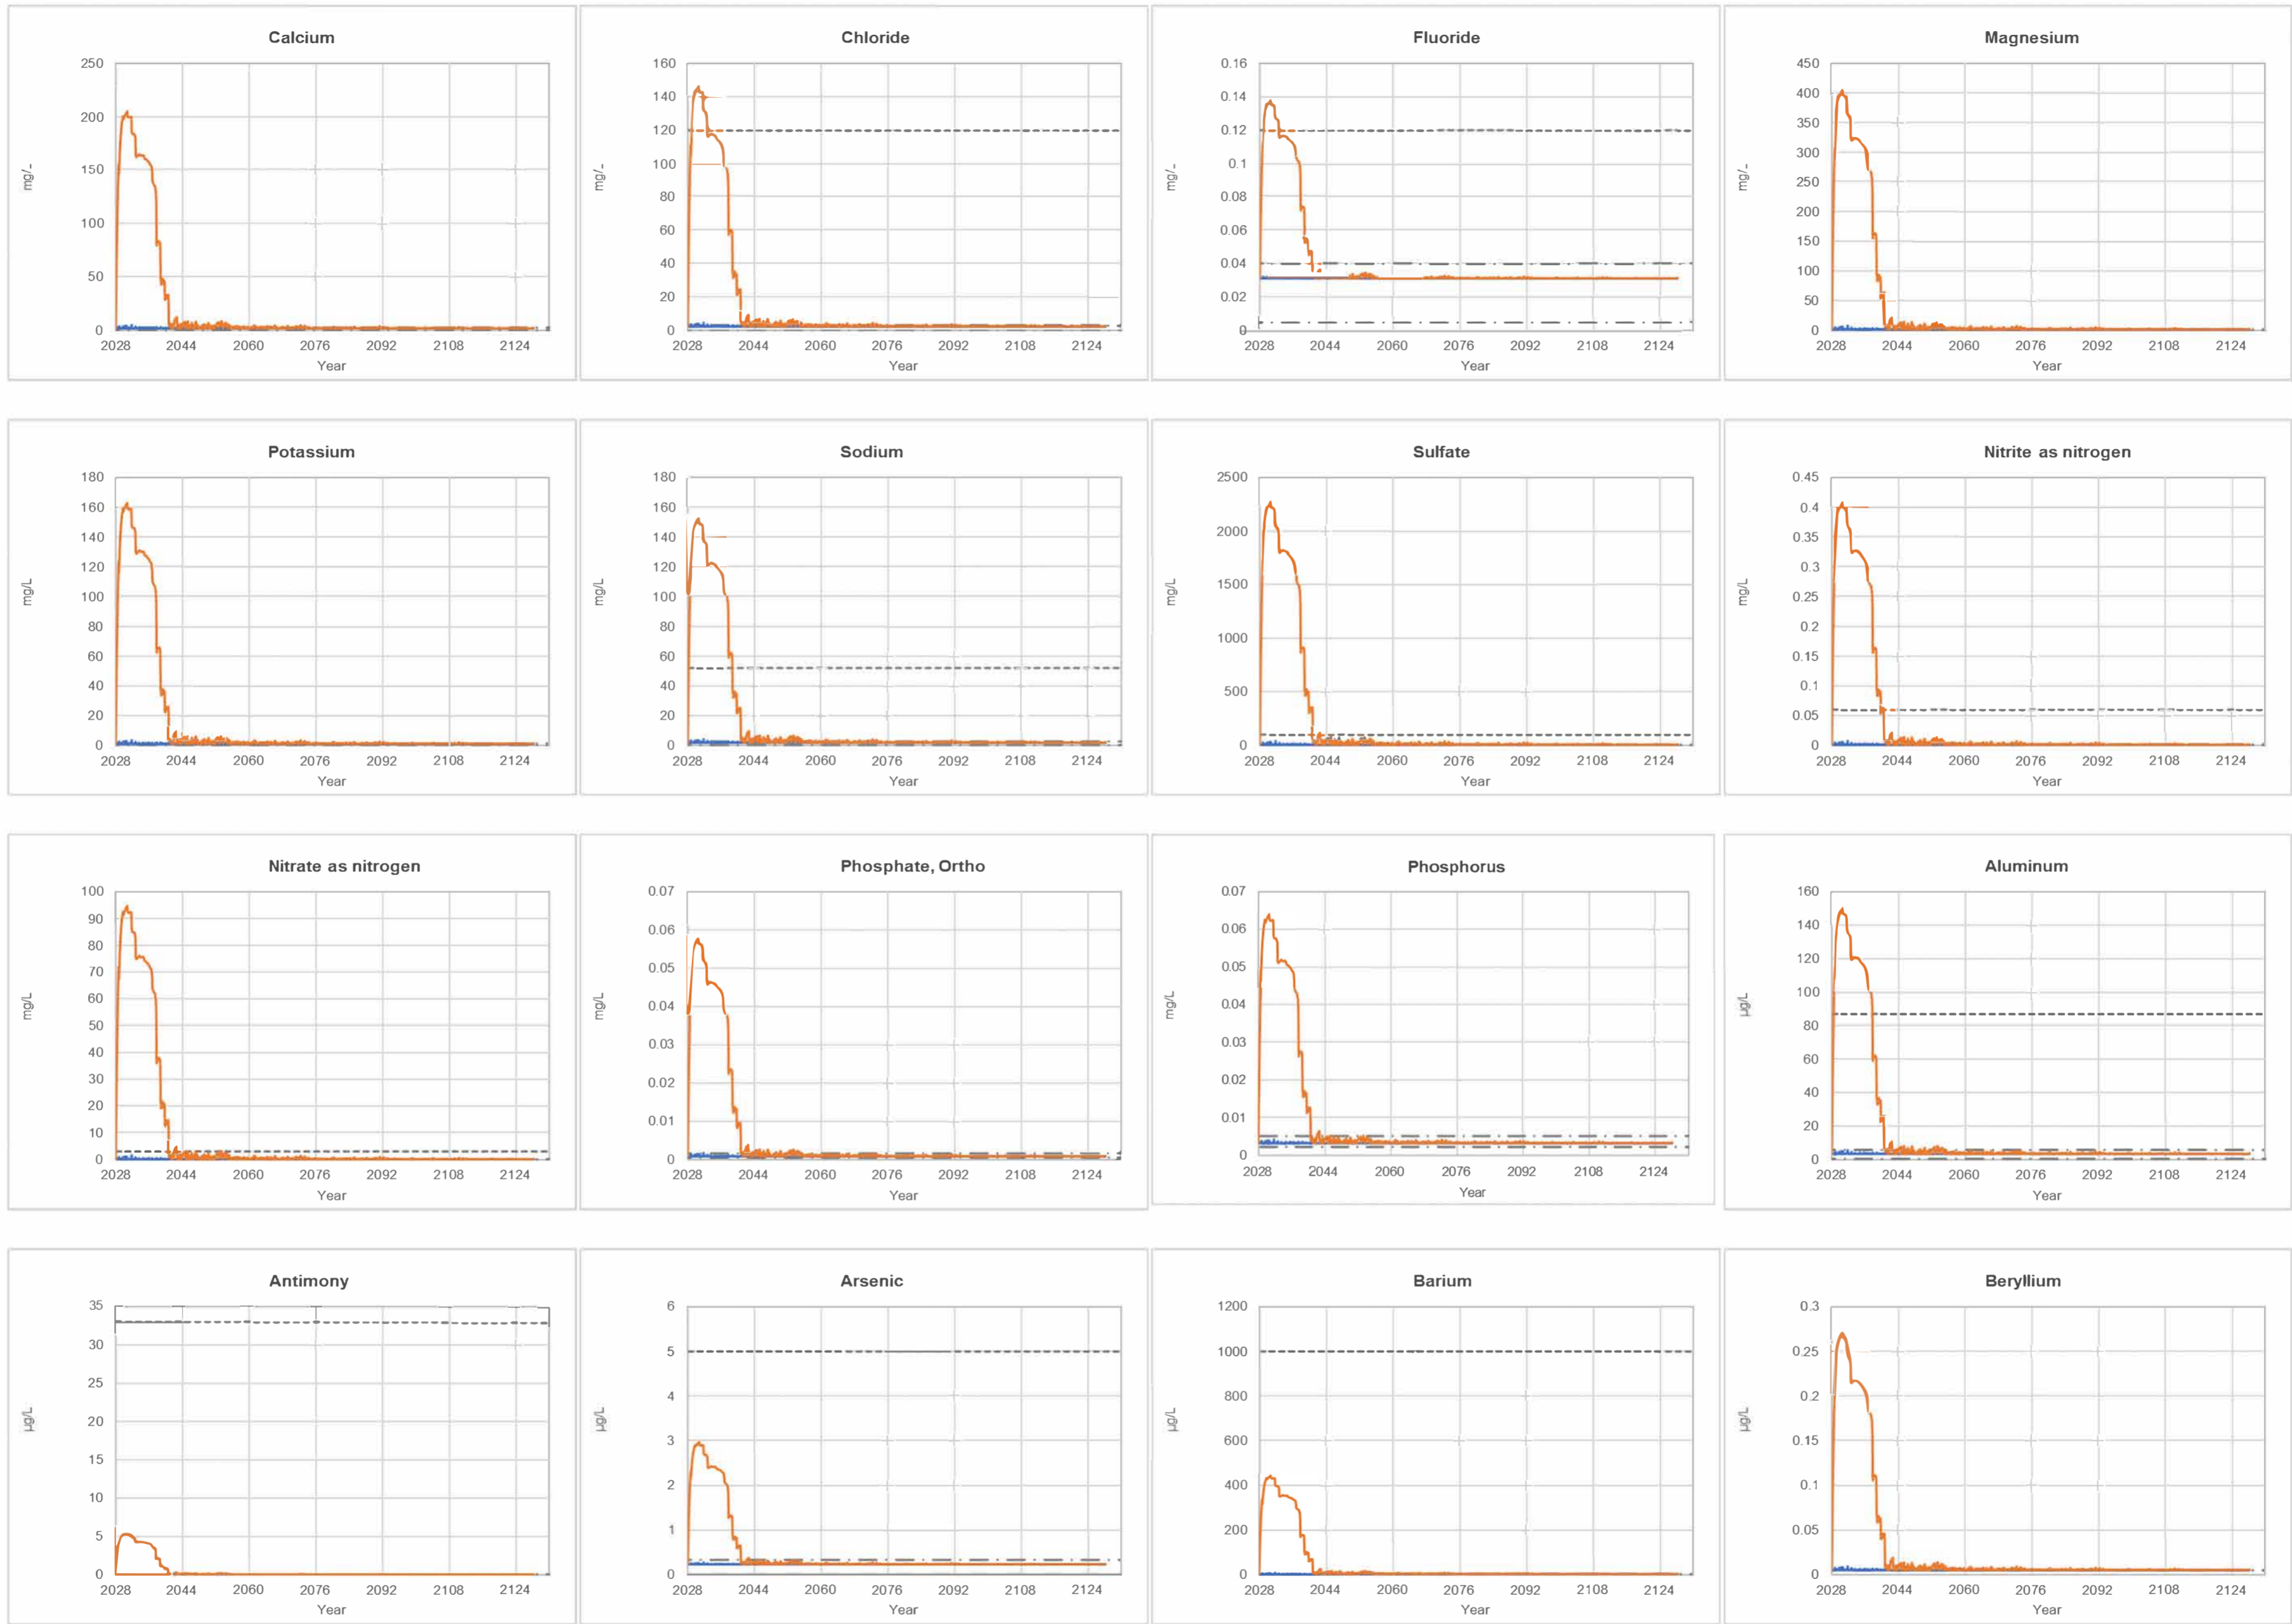 Calcium
250
200
150
100
50
0
mg/-
2028 2044 2060 2076 2092 2108 2124
Year
Chloride
160
140
120
100
80
60
40
20
0
mg/-
2028 2044 2060 2076 2092 2108 2124
Year
Fluoride
0.16
0.14
0.12
0.1
0.08
0.06
0.04
0.02
0
mg/-
2028 2044 2060 2076 2092 2108 2124
Year
Magnesium
450
400
350
300
250
200
150
100
50
0
mg/-
2028 2044 2060 2076 2092 2108 2124
Year
Potassium
180
160
140
120
100
80
60
40
20
0
mg/L
2028 2044 2060 2076 2092 2108 2124
Year
Sodium
180
160
140
120
100
80
60
40
20
0
mg/L
2028 2044 2060 2076 2092 2108 2124
Year
Sulfate
2500
2000
1500
1000
500
0
mg/L
2028 2044 2060 2076 2092 2108 2124
Year
Nitrite as nitrogen
0.45
0.4
0.35
0.3
0.25
0.2
0.15
0.1
0.05
0
mg/L
2028 2044 2060 2076 2092 2108 2124
Year
Nitrate as nitrogen
100
90
80
70
60
50
40
30
20
10
0
mg/L
2028 2044 2060 2076 2092 2108 2124
Year
Phosphate, Ortho
0.07
0.06
0.05
0.04
0.03
0.02
0.01
0
mg/L
2028 2044 2060 2076 2092 2108 2124
Year
Phosphorus
0.07
0.06
0.05
0.04
0.03
0.02
0.01
0
mg/L
2028 2044 2060 2076 2092 2108 2124
Year
Aluminum
160
140
120
100
80
60
40
20
0
µg/L
2028 2044 2060 2076 2092 2108 2124
Year
Antimony
35
30
25
20
15
10
5
0
µg/L
2028 2044 2060 2076 2092 2108 2124
Year
Arsenic
6
5
4
3
2
1
0
µg/L
2028 2044 2060 2076 2092 2108 2124
Year
Barium
1200
1000
800
600
400
200
0
µg/L
2028 2044 2060 2076 2092 2108 2124
Year
Beryllium
0.3
0.25
0.2
0.15
0.1
0.05
0
µg/L
2028 2044 2060 2076 2092 2108 2124
Year